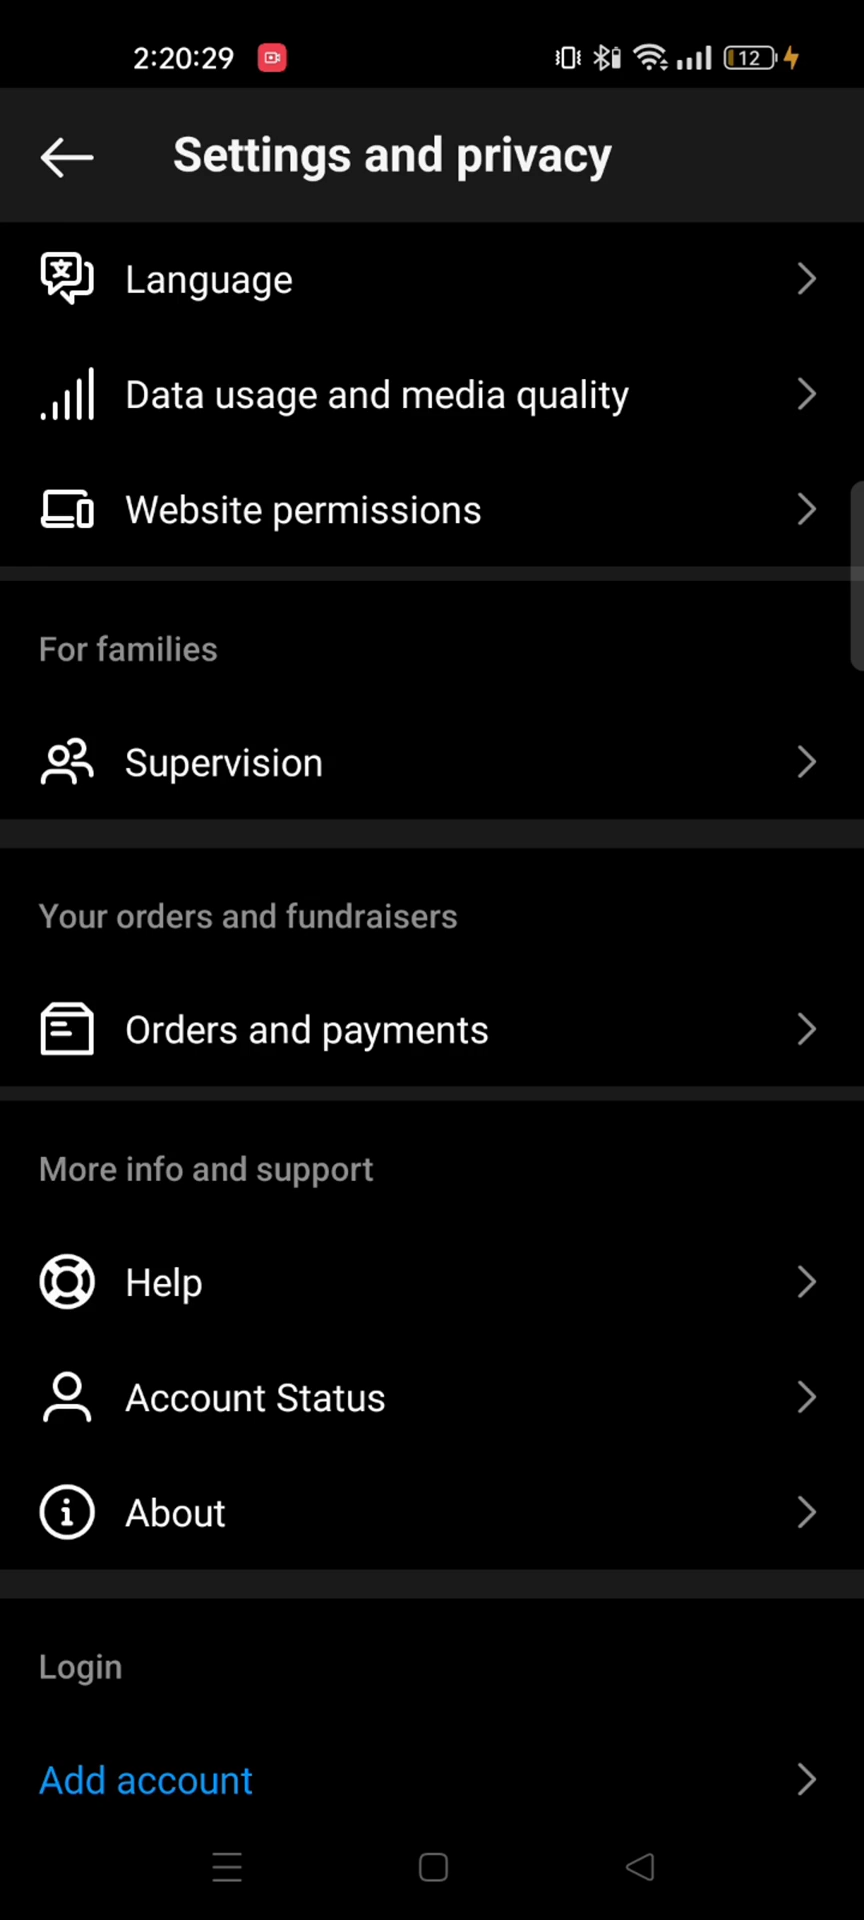 2:20:29
12
Settings and privacy
Language
Data usage and media quality
Website permissions
For families
Supervision
Your orders and fundraisers
Orders and payments
More info and support
Help
Account Status
About
Login
Add account